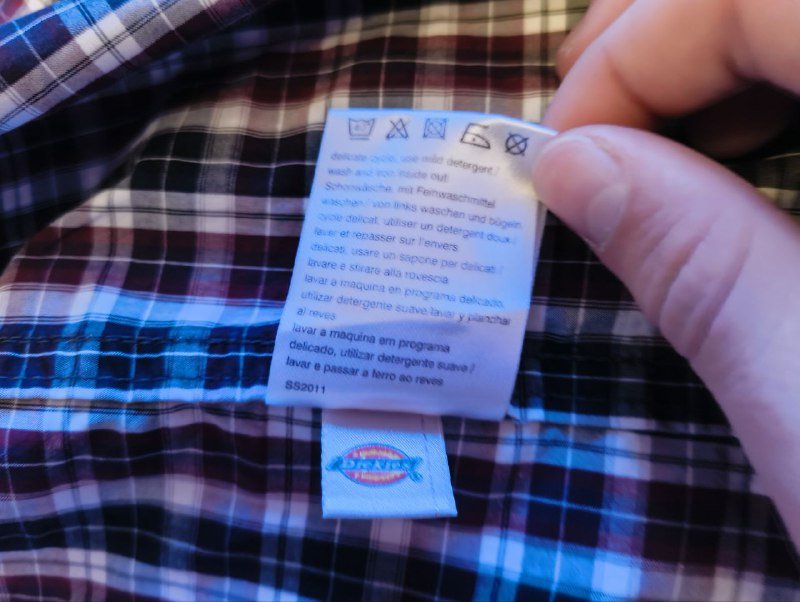 delicate cycle, use mild detergent /
wash and iron inside out
Schonwäsche, mit Feinwaschmittel
waschen / von links waschen und bügeln
cycle delicat, utiliser un detergent doux /
laver et repasser sur l'envers
delicati, usare un sapone per delicati /
lavare e stirare alla rovescia
lavar a maquina en programa delicado,
utilizar detergente suave lavar y planchar
al reves
lavar a maquina em programa
delicado, utilizar detergente suave /
lavar e passar a ferro ao reves
SS2011
Dickies